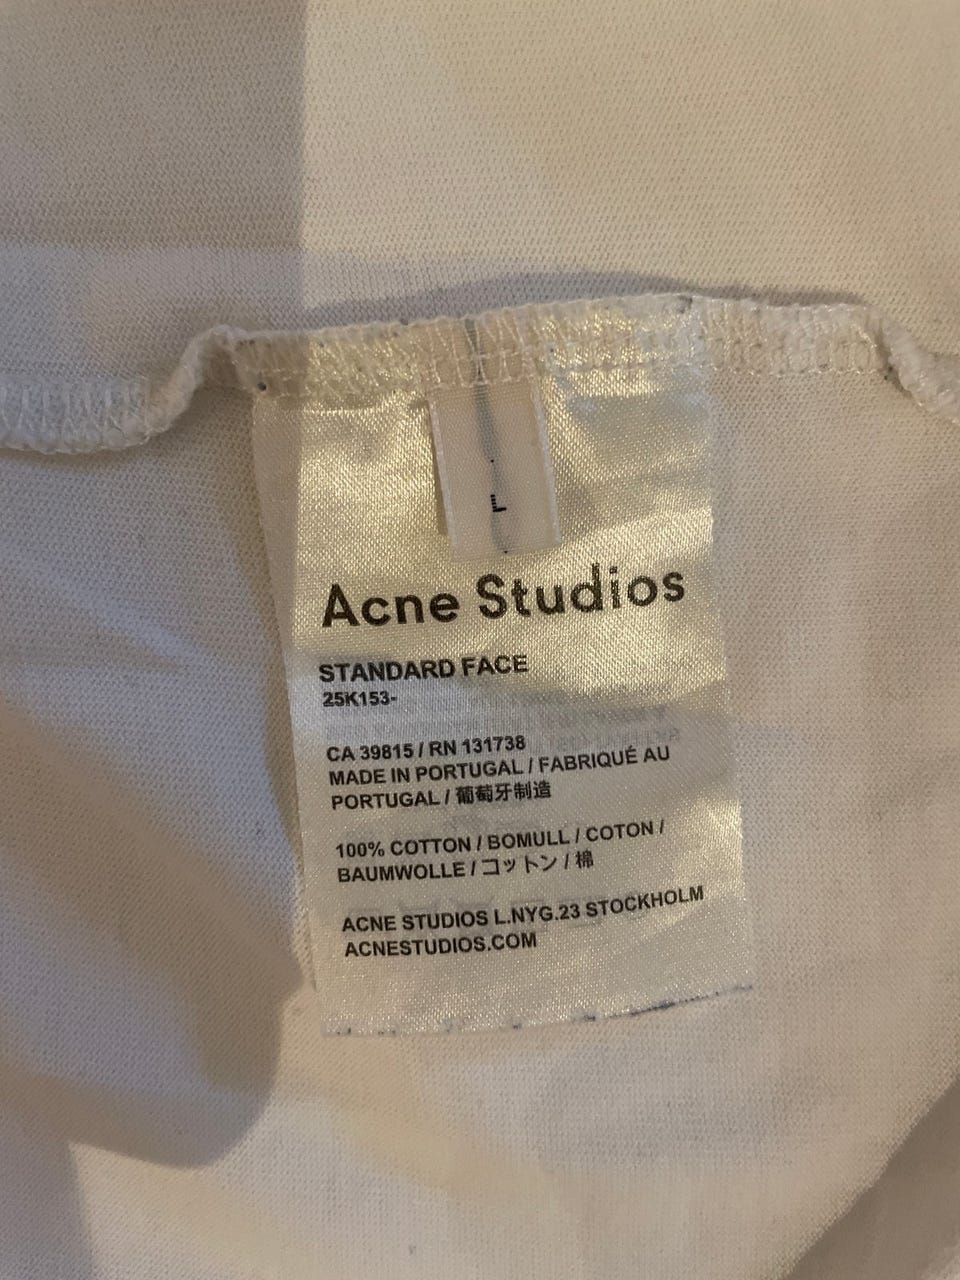 L
Acne Studios
STANDARD FACE
25K153-
CA 39815 / RN 131738
MADE IN PORTUGAL / FABRIQUÉ AU
PORTUGAL / 葡萄牙制造
100% COTTON / BOMULL / COTON /
BAUMWOLLE / コットン / 棉
ACNE STUDIOS L.NYG.23 STOCKHOLM
ACNESTUDIOS.COM